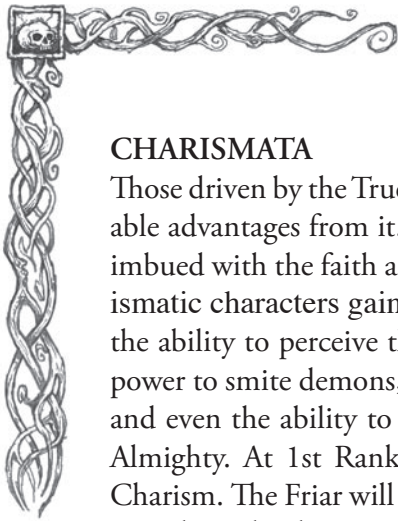 CHARISMATA
Those driven by the True
able advantages from it.
imbued with the faith a
ismatic characters gain
the ability to perceive t
power to smite demons,
and even the ability to
Almighty. At 1st Rank
Charism. The Friar will